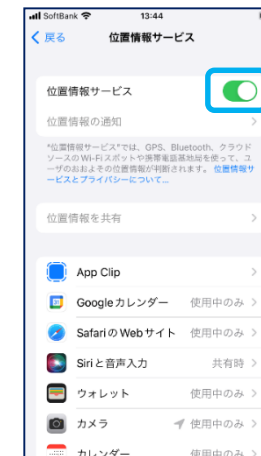 SoftBank 13:44
戻る 位置情報サービス
位置情報サービス
位置情報の通知
"位置情報サービス"では、GPS、Bluetooth、クラウド
ソースのWi-Fiスポットや携帯電話基地局を使って、ユ
ーザのおおよその位置情報が判断されます。 位置情報サ
ービスとプライバシーについて...
位置情報を共有
App Clip
Googleカレンダー 使用中のみ
SafariのWebサイト 使用中のみ
Siriと音声入力 共有時
ウォレット 使用中のみ
カメラ 使用中のみ
カレンダー 使用中のみ